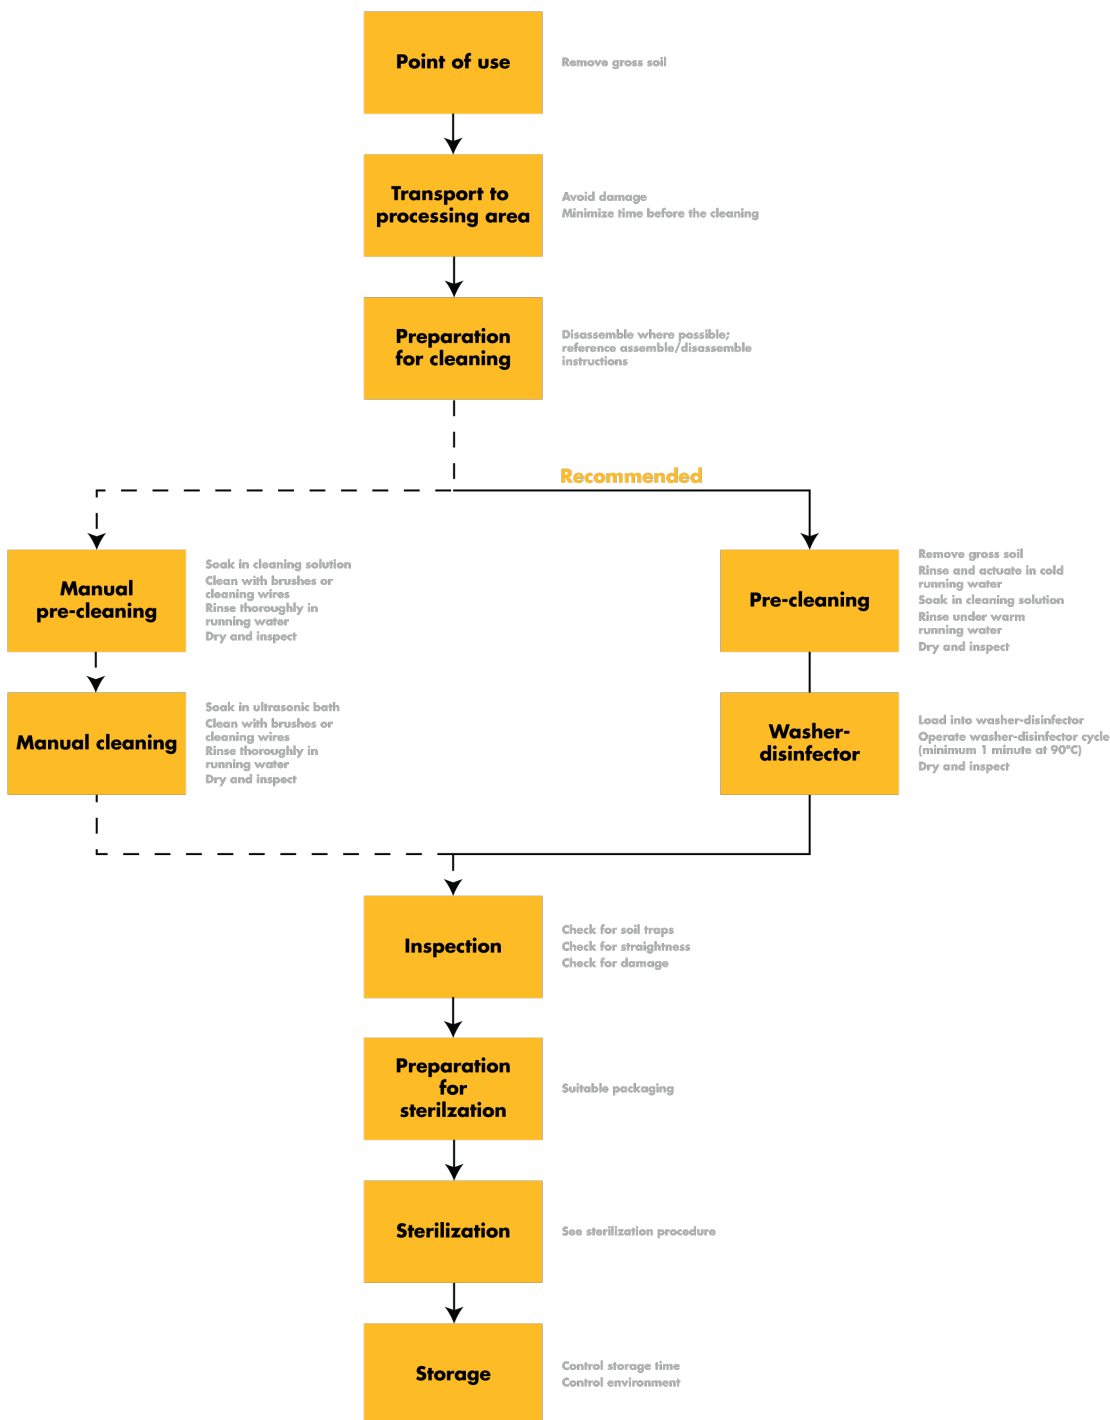 Point of use
Remove gross soil
Transport to
processing area
Avoid damage
Minimize time before the cleaning
Preparation
for cleaning
Disassemble where possible;
reference assemble/disassemble
instructions
Recommended
Manual
pre-cleaning
Soak in cleaning solution
Clean with brushes or
cleaning wires
Rinse thoroughly in
running water
Dry and inspect
Pre-cleaning
Remove gross soil
Rinse and actuate in cold
running water
Soak in cleaning solution
Rinse under warm
running water
Dry and inspect
Manual cleaning
Soak in ultrasonic bath
Clean with brushes or
cleaning wires
Rinse thoroughly in
running water
Dry and inspect
Washer-
disinfector
Load into washer-disinfector
Operate washer-disinfector cycle
(minimum 1 minute at 90°C)
Dry and inspect
Inspection
Check for soil traps
Check for straightness
Check for damage
Preparation
for
sterilzation
Suitable packaging
Sterilization
See sterilization procedure
Storage
Control storage time
Control environment